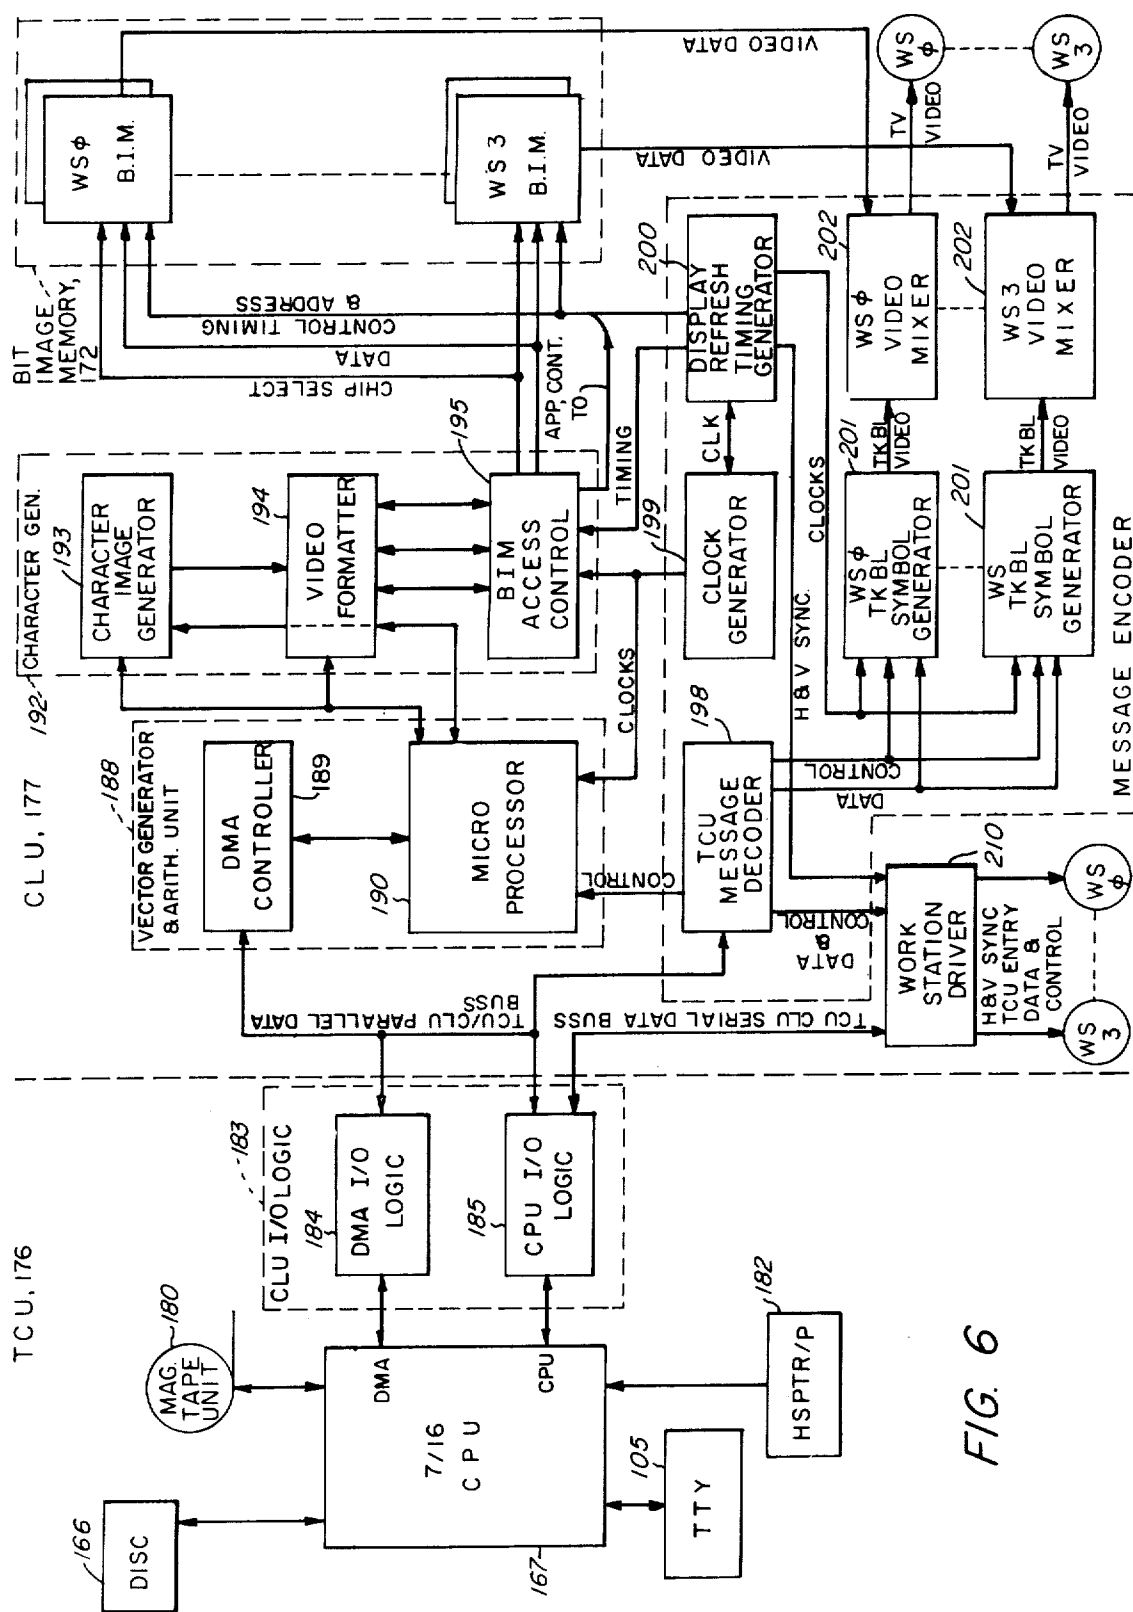 TCU, 176
CLU, 177
166
DISC
MAG.
TAPE
UNIT
180
7/16
CPU
DMA
CPU
167
105
TTY
182
HSPTR/P
183
CLU I/O LOGIC
184
DMA I/O
LOGIC
185
CPU I/O
LOGIC
TCU/CLU PARALLEL DATA
BUSS
TCU CLU SERIAL DATA BUSS
188
VECTOR GENERATOR
& ARITH. UNIT
DMA
CONTROLLER
189
190
MICRO
PROCESSOR
CONTROL
CLOCKS
192
CHARACTER GEN.
193
CHARACTER
IMAGE
GENERATOR
194
VIDEO
FORMATTER
195
BIM
ACCESS
CONTROL
BIT
IMAGE
MEMORY,
172
WSϕ
B.I.M.
WS 3
B.I.M.
CHIP SELECT
DATA
CONTROL TIMING
& ADDRESS
APP, CONT.
TO
TIMING
VIDEO DATA
VIDEO DATA
198
TCU
MESSAGE
DECODER
199
CLOCK
GENERATOR
CLK
200
DISPLAY
REFRESH
TIMING
GENERATOR
H&V SYNC.
CLOCKS
CONTROL
DATA
DATA
&
CONTROL
201
WSϕ
TKBL
SYMBOL
GENERATOR
TKBL
VIDEO
202
WSϕ
VIDEO
MIXER
TV
VIDEO
WS
ϕ
201
WS
TKBL
SYMBOL
GENERATOR
TKBL
VIDEO
202
WS3
VIDEO
MIXER
TV
VIDEO
WS
3
210
WORK
STATION
DRIVER
H&V SYNC
TCU ENTRY
DATA &
CONTROL
WS
3
WS
ϕ
MESSAGE ENCODER
FIG. 6